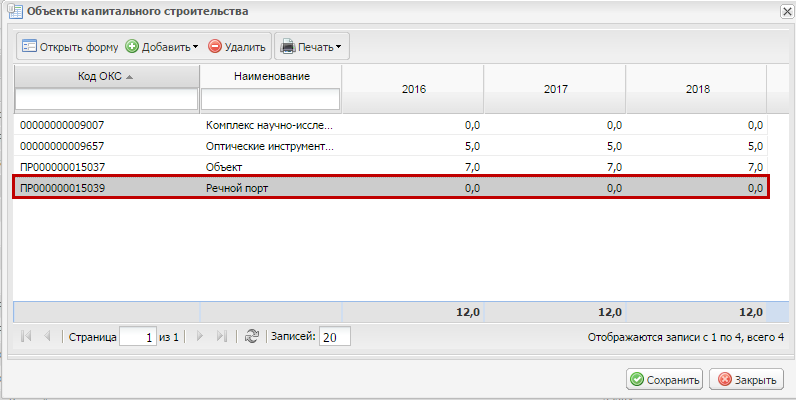 Объекты капитального строительства
Открыть форму Добавить Удалить Печать
Код ОКС Наименование 2016 2017 2018
00000000009007 Комплекс научно-иссле... 0,0 0,0 0,0
00000000009657 Оптические инструмент... 5,0 5,0 5,0
ПР000000015037 Объект 7,0 7,0 7,0
ПР000000015039 Речной порт 0,0 0,0 0,0
12,0 12,0 12,0
Страница 1 из 1 Записей: 20 Отображаются записи с 1 по 4, всего 4
Сохранить Закрыть